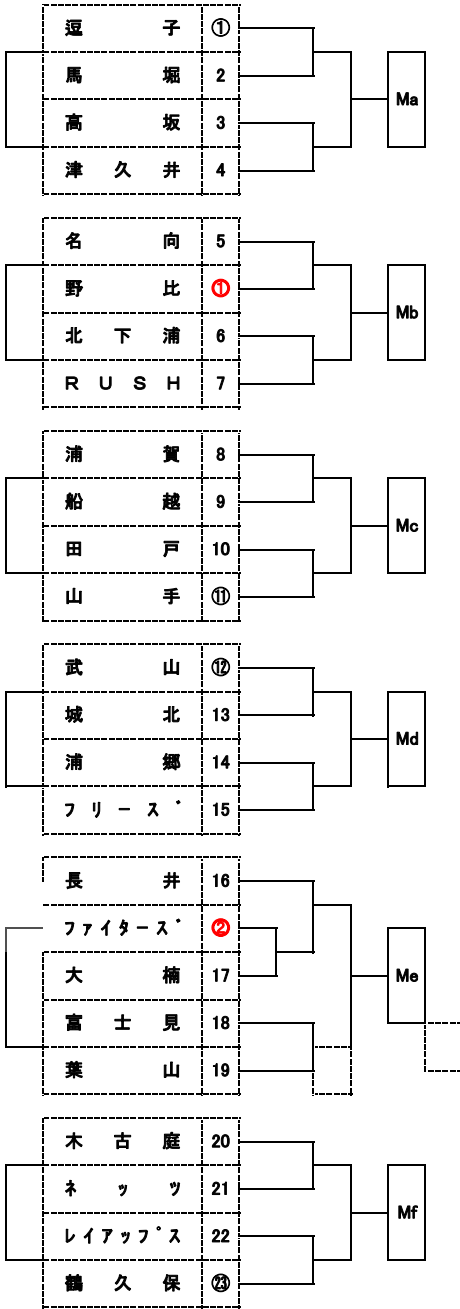 逗子 ①
馬堀 2
Ma
高坂 3
津久井 4
名向 5
野比 ①
Mb
北下浦 6
RUSH 7
浦賀 8
船越 9
Mc
田戸 10
山手 ⑪
武山 ⑫
城北 13
Md
浦郷 14
フリーズ 15
長井 16
ファイターズ ②
大楠 17
Me
富士見 18
葉山 19
木古庭 20
ネッツ 21
Mf
レイアップス 22
鶴久保 ㉓